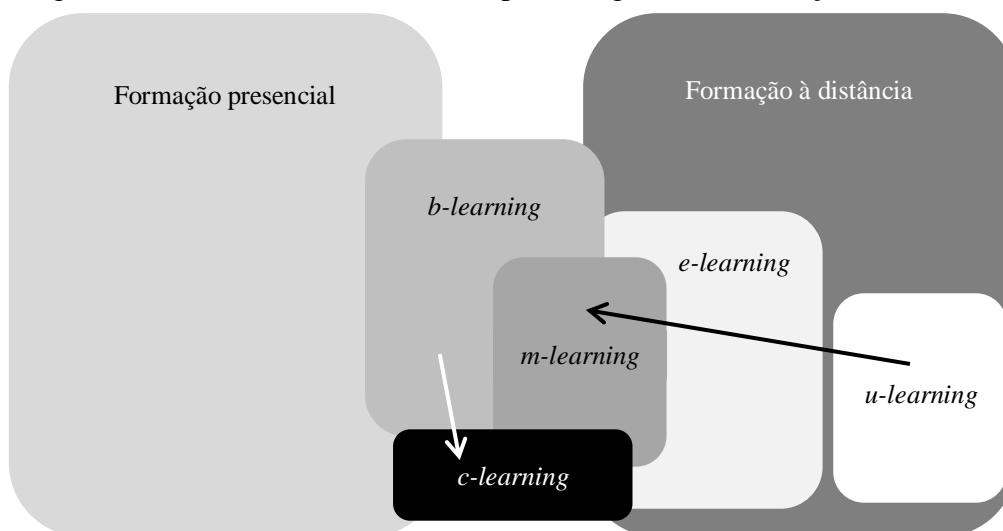 Formação presencial
Formação à distância
b-learning
e-learning
m-learning
u-learning
c-learning